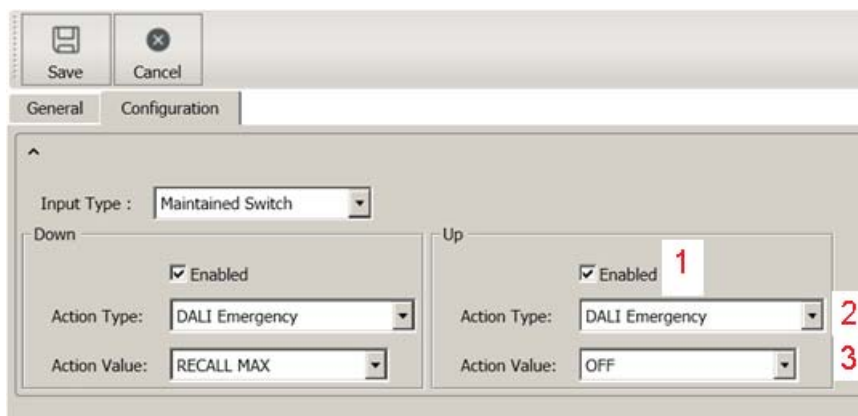 Save Cancel
General Configuration
Input Type : Maintained Switch
Down
Enabled
Action Type: DALI Emergency
Action Value: RECALL MAX
Up
Enabled 1
Action Type: DALI Emergency 2
Action Value: OFF 3